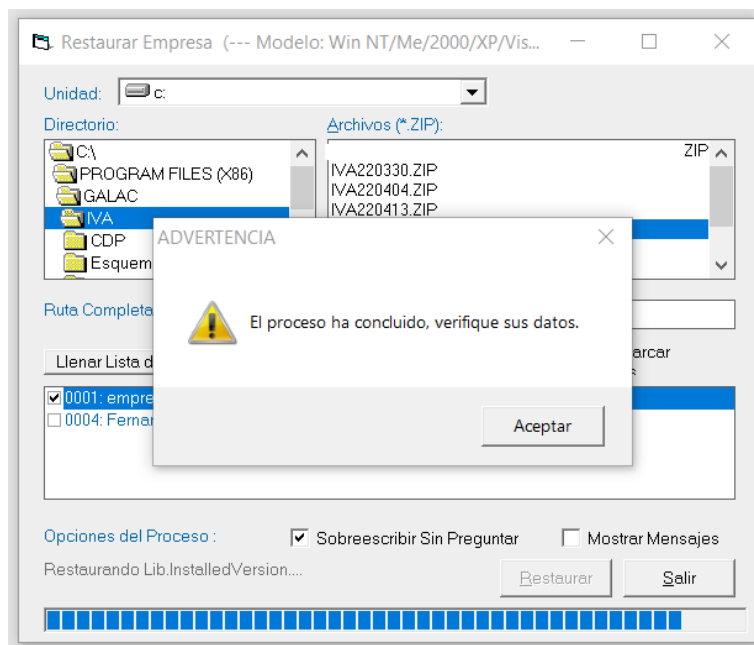 Restaurar Empresa (--- Modelo: Win NT/Me/2000/XP/Vis...
Unidad:
c:
Directorio:
Archivos (*.ZIP):
C:\
PROGRAM FILES (X86)
GALAC
IVA
CDP
Esquem
ZIP
IVA220330.ZIP
IVA220404.ZIP
IVA220413.ZIP
ADVERTENCIA
El proceso ha concluido, verifique sus datos.
Aceptar
Ruta Completa
Llenar Lista d
arcar
0001: empre
0004: Fernar
Opciones del Proceso :
Sobreescribir Sin Preguntar
Mostrar Mensajes
Restaurando Lib.InstalledVersion....
Restaurar
Salir